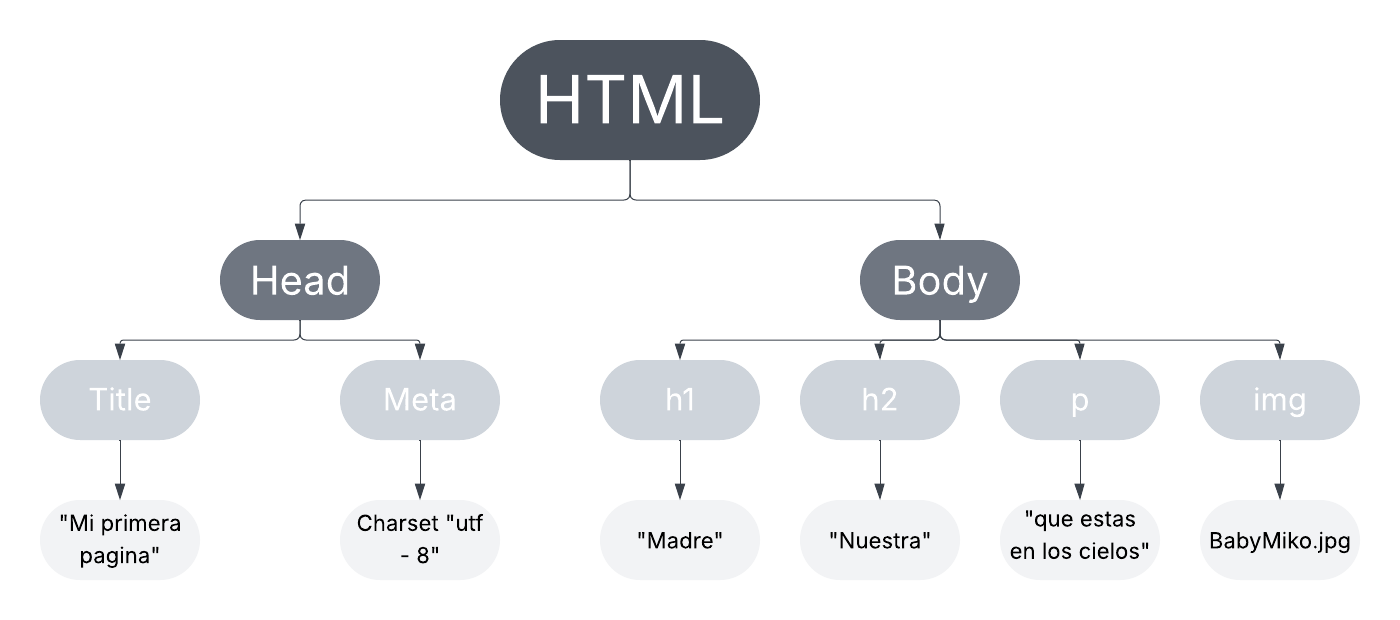 HTML
Head
Body
Title
Meta
h1
h2
p
img
"Mi primera
pagina"
Charset "utf
- 8"
"Madre"
"Nuestra"
"que estas
en los cielos"
BabyMiko.jpg